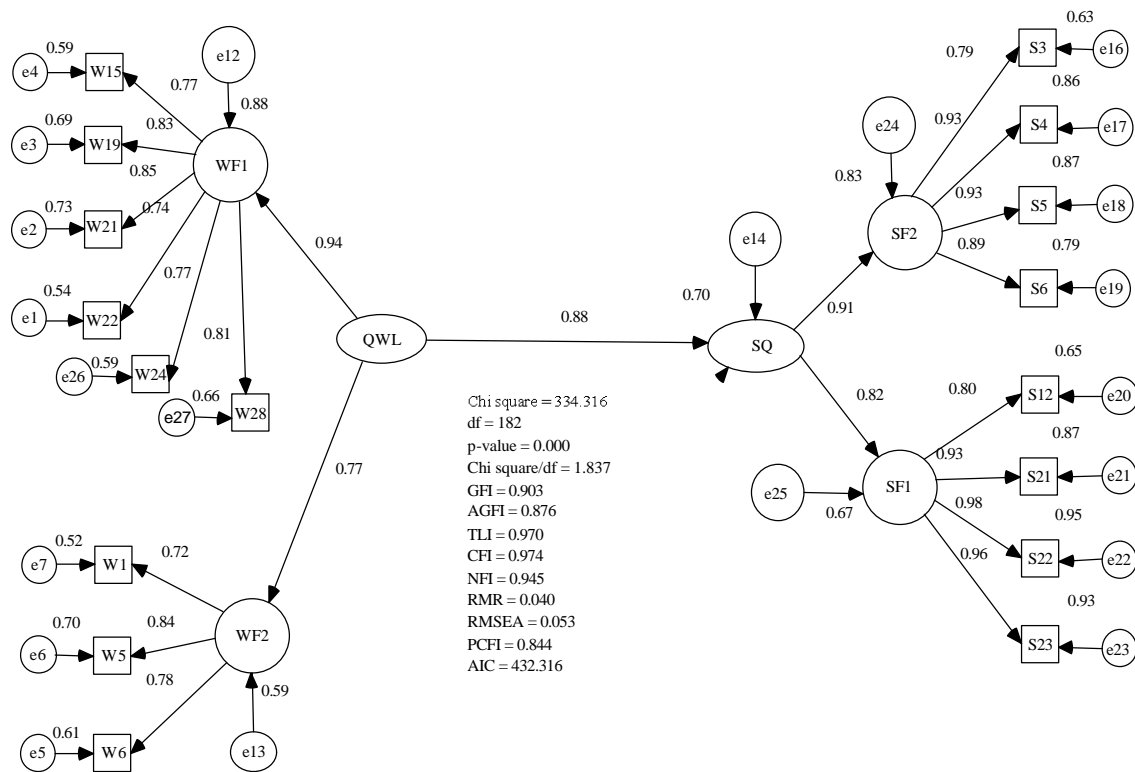 0.59
e4
W15
0.77
0.69
e3
W19
0.83
0.85
0.73
e2
W21
0.74
0.77
0.54
e1
W22
0.59
e26
W24
0.81
0.66
e27
W28
e12
0.88
WF1
0.94
QWL
0.88
0.77
0.52
e7
W1
0.72
0.70
e6
W5
0.84
0.78
0.61
e5
W6
WF2
0.59
e13
Chi square = 334.316
df = 182
p-value = 0.000
Chi square/df = 1.837
GFI = 0.903
AGFI = 0.876
TLI = 0.970
CFI = 0.974
NFI = 0.945
RMR = 0.040
RMSEA = 0.053
PCFI = 0.844
AIC = 432.316
e14
0.70
SQ
0.91
0.82
e24
0.83
SF2
0.79
0.63
S3
e16
0.93
0.86
S4
e17
0.93
0.87
S5
e18
0.89
0.79
S6
e19
e25
0.67
SF1
0.80
0.65
S12
e20
0.93
0.87
S21
e21
0.98
0.95
S22
e22
0.96
0.93
S23
e23